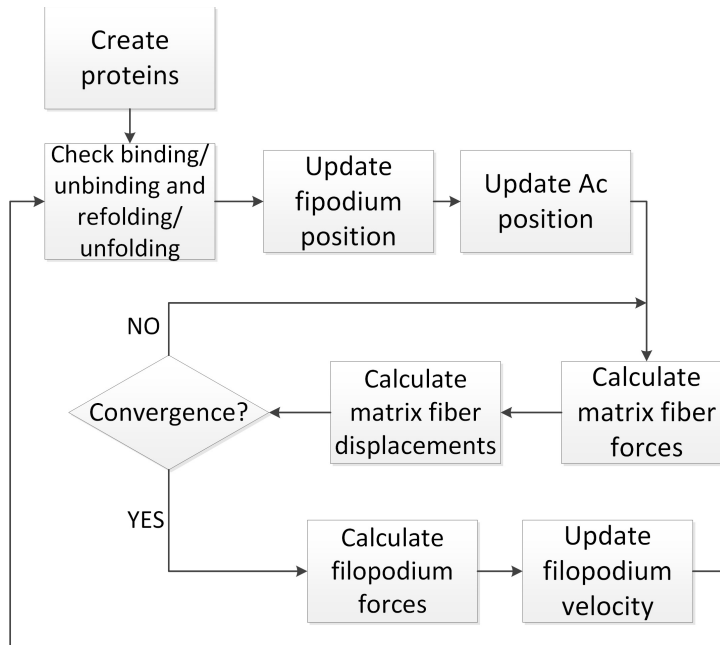 Create
proteins
Check binding/
unbinding and
refolding/
unfolding
Update
fipodium
position
Update Ac
position
NO
Convergence?
Calculate
matrix fiber
displacements
Calculate
matrix fiber
forces
YES
Calculate
filopodium
forces
Update
filopodium
velocity